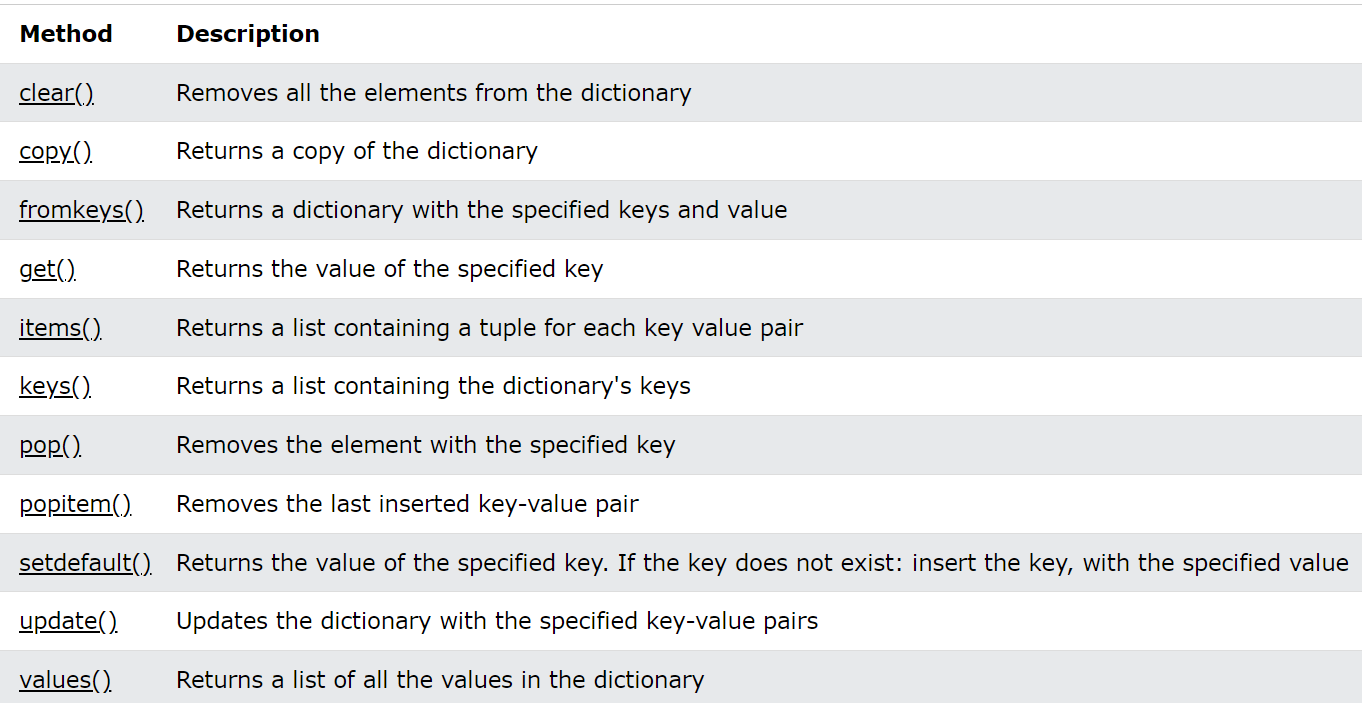 Method Description
clear() Removes all the elements from the dictionary
copy() Returns a copy of the dictionary
fromkeys() Returns a dictionary with the specified keys and value
get() Returns the value of the specified key
items() Returns a list containing a tuple for each key value pair
keys() Returns a list containing the dictionary's keys
pop() Removes the element with the specified key
popitem() Removes the last inserted key-value pair
setdefault() Returns the value of the specified key. If the key does not exist: insert the key, with the specified value
update() Updates the dictionary with the specified key-value pairs
values() Returns a list of all the values in the dictionary